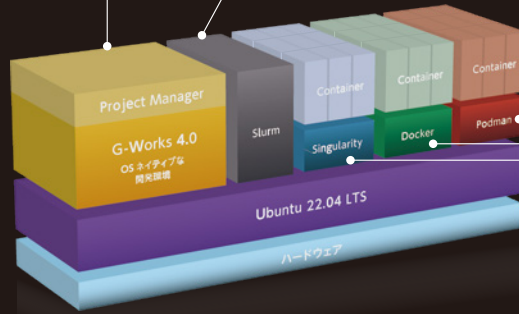 Project Manager
G-Works 4.0
OS ネイティブな
開発環境
Slurm
Container
Singularity
Container
Docker
Container
Podman
Ubuntu 22.04 LTS
ハードウェア